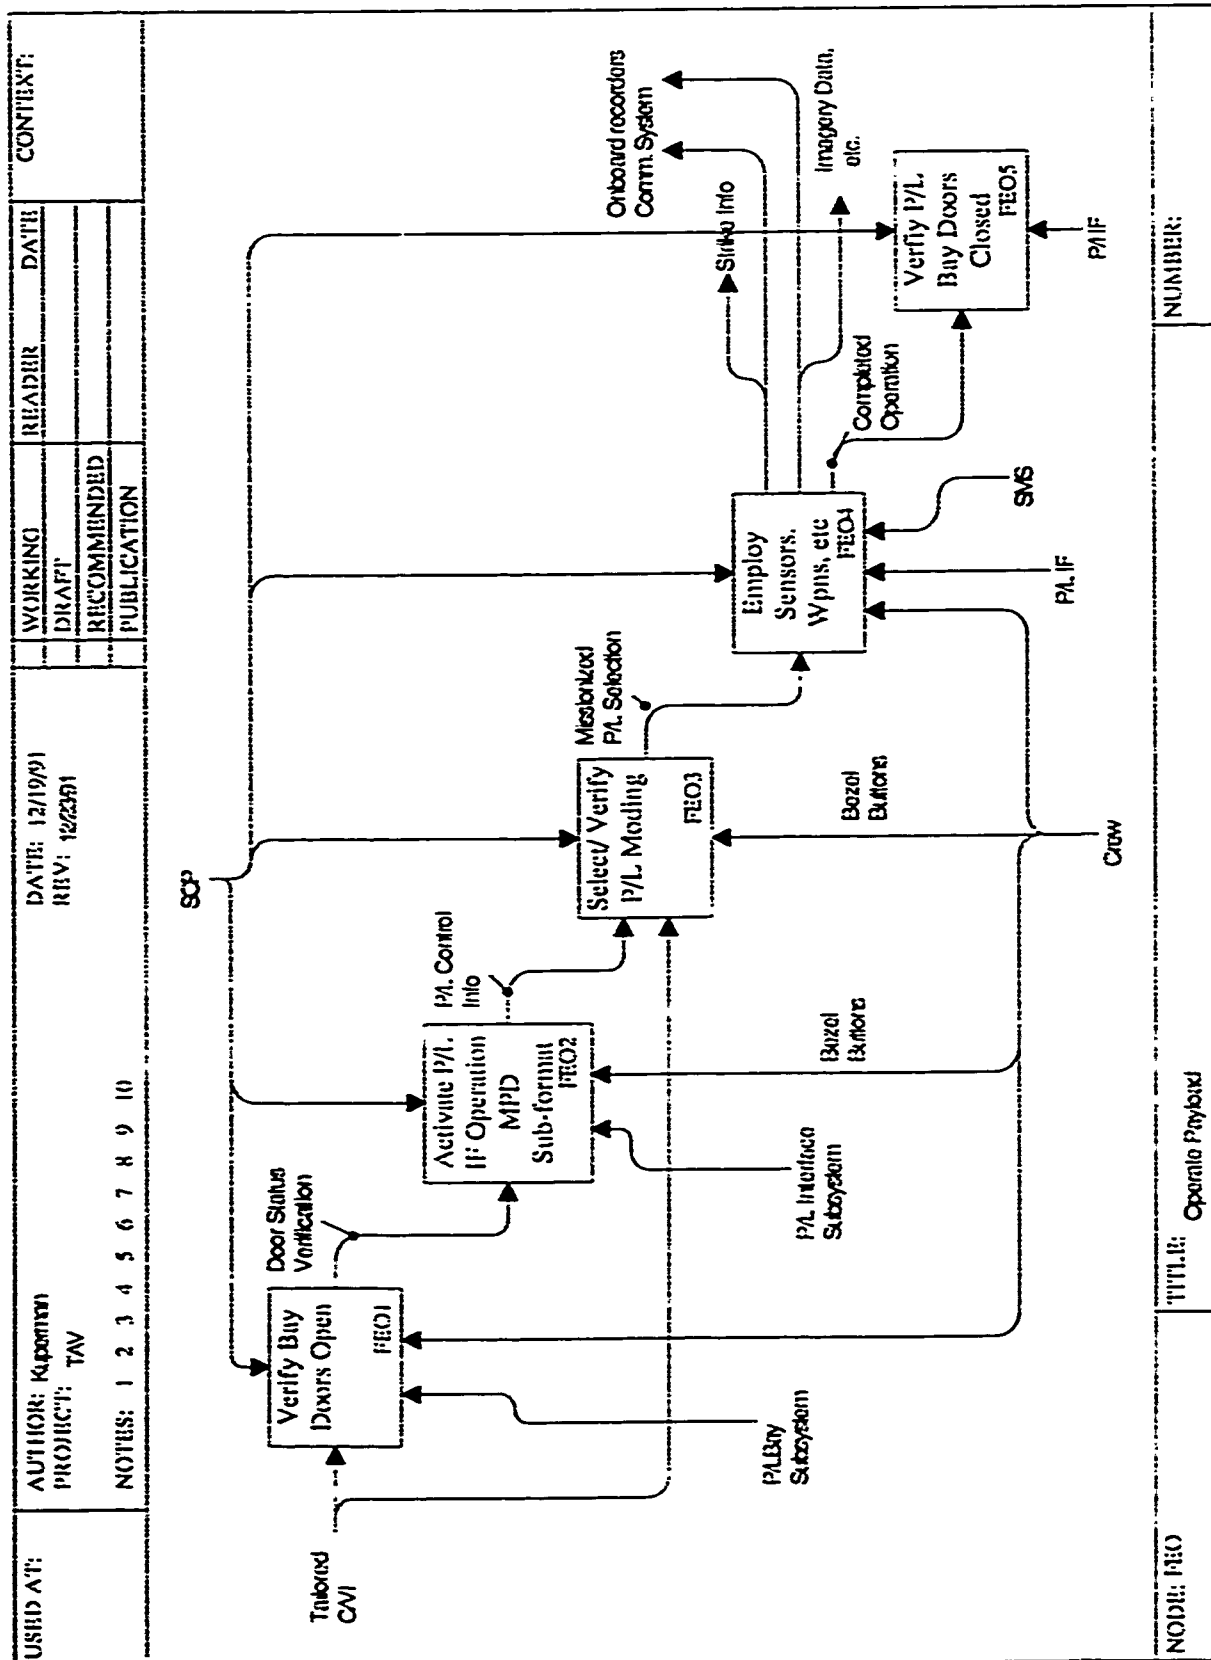 USED AT:
AUTHOR: Kuperman
PROJECT: TAV
NOTES: 1 2 3 4 5 6 7 8 9 10
DATE: 12/19/91
REV: 12/23/91
WORKING
DRAFT
RECOMMENDED
PUBLICATION
READER DATE
CONTEXT:
SCP
Tailored
C/VI
Verify Bay
Doors Open
FEO1
Door Status
Verification
Activate P/L
IF Operation
MPD
Sub-format
FEO2
P/L Control
Info
Select/ Verify
P/L Moding
FEO3
Missionized
P/L Selection
Employ
Sensors,
Wpns, etc
FEO4
Completed
Operation
Verfiy P/L
Bay Doors
Closed
FEO5
Onboard recorders
Comm. System
Strike Info
Imagery Data,
etc.
P/LBay
Subsystem
P/L Interface
Subsystem
Bezel
Buttons
Bezel
Buttons
Crew
P/L IF
SMS
P/IF
NODE: FEO
TITLE: Operate Payload
NUMBER: